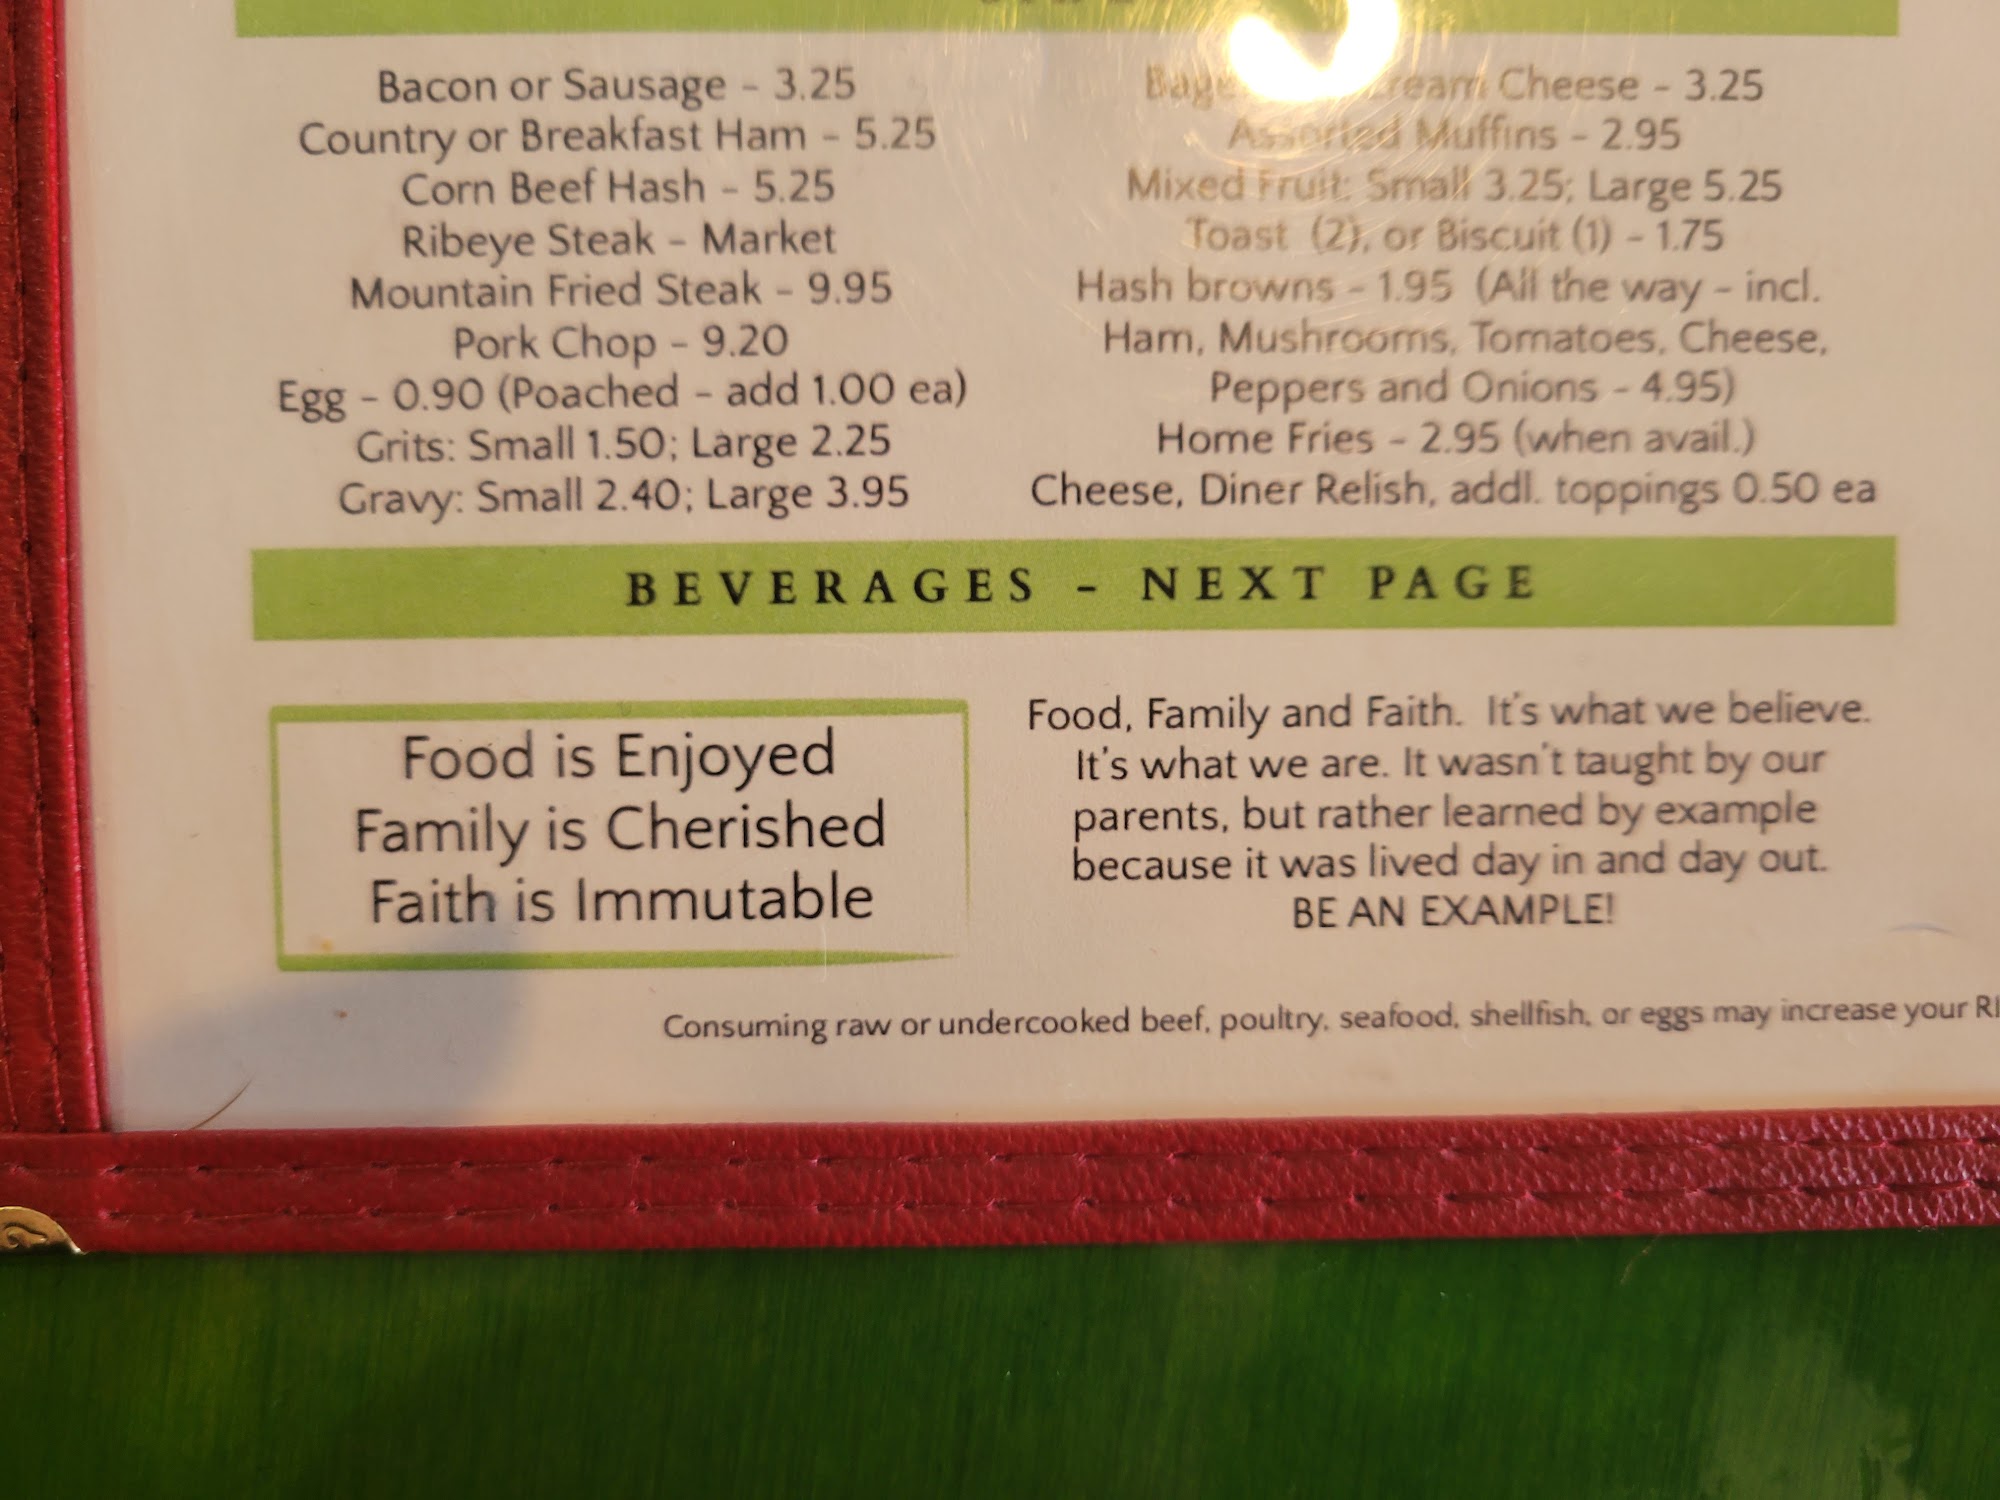 Bacon or Sausage - 3.25
Country or Breakfast Ham - 5.25
Corn Beef Hash - 5.25
Ribeye Steak - Market
Mountain Fried Steak - 9.95
Pork Chop - 9.20
Egg - 0.90 (Poached - add 1.00 ea)
Grits: Small 1.50; Large 2.25
Gravy: Small 2.40; Large 3.95
Cheese - 3.25
Assorted Muffins - 2.95
Mixed Fruit: Small 3.25; Large 5.25
Toast (2), or Biscuit (1) - 1.75
Hash browns - 1.95 (All the way - incl.
Ham, Mushrooms, Tomatoes, Cheese,
Peppers and Onions - 4.95)
Home Fries - 2.95 (when avail.)
Cheese, Diner Relish, addl. toppings 0.50 ea
BEVERAGES - NEXT PAGE
Food is Enjoyed
Family is Cherished
Faith is Immutable
Food, Family and Faith. It's what we believe.
It's what we are. It wasn't taught by our
parents, but rather learned by example
because it was lived day in and day out.
BE AN EXAMPLE!
Consuming raw or undercooked beef, poultry, seafood, shellfish, or eggs may increase your